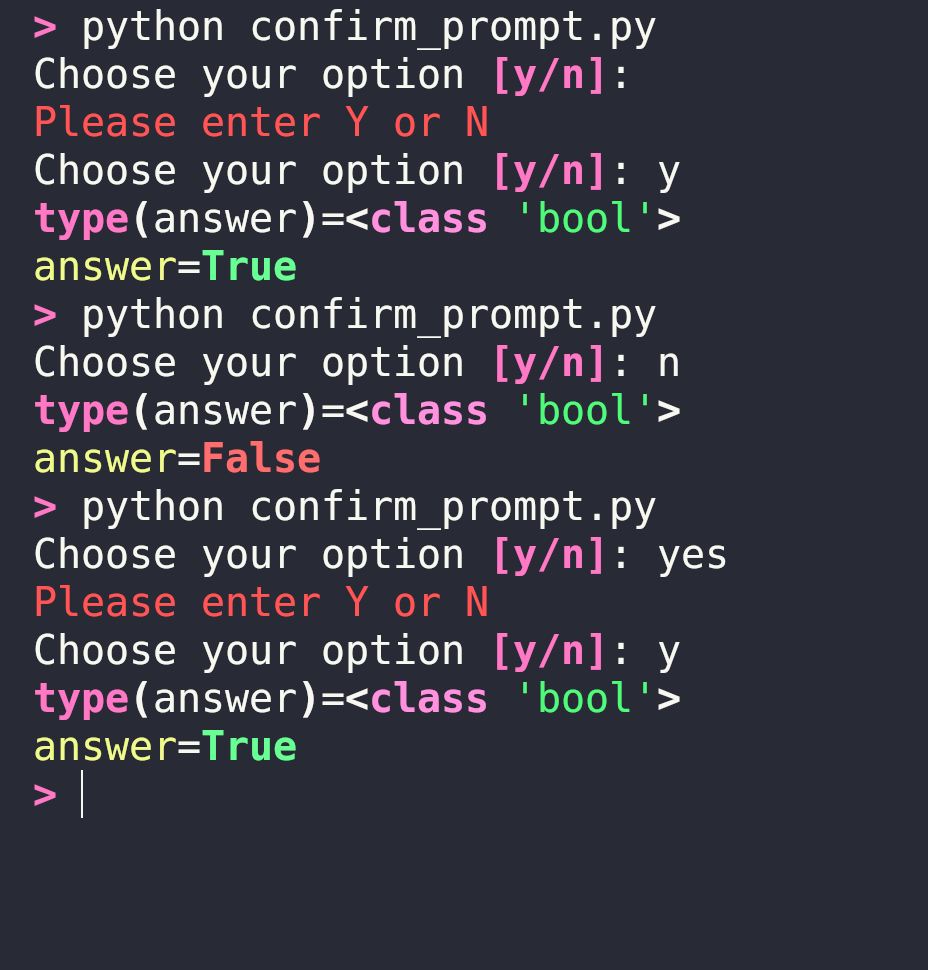 > python confirm_prompt.py
Choose your option [y/n]:
Please enter Y or N
Choose your option [y/n]: y
type(answer)=<class 'bool'>
answer=True
> python confirm_prompt.py
Choose your option [y/n]: n
type(answer)=<class 'bool'>
answer=False
> python confirm_prompt.py
Choose your option [y/n]: yes
Please enter Y or N
Choose your option [y/n]: y
type(answer)=<class 'bool'>
answer=True
>